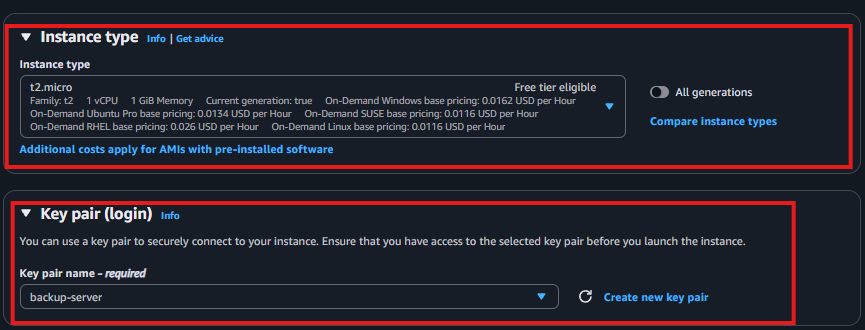 Instance type Info | Get advice
Instance type
t2.micro Free tier eligible
Family: t2 1 vCPU 1 GiB Memory Current generation: true On-Demand Windows base pricing: 0.0162 USD per Hour
On-Demand Ubuntu Pro base pricing: 0.0134 USD per Hour On-Demand SUSE base pricing: 0.0116 USD per Hour
On-Demand RHEL base pricing: 0.026 USD per Hour On-Demand Linux base pricing: 0.0116 USD per Hour
All generations
Compare instance types
Additional costs apply for AMIs with pre-installed software
Key pair (login) Info
You can use a key pair to securely connect to your instance. Ensure that you have access to the selected key pair before you launch the instance.
Key pair name - required
backup-server
Create new key pair